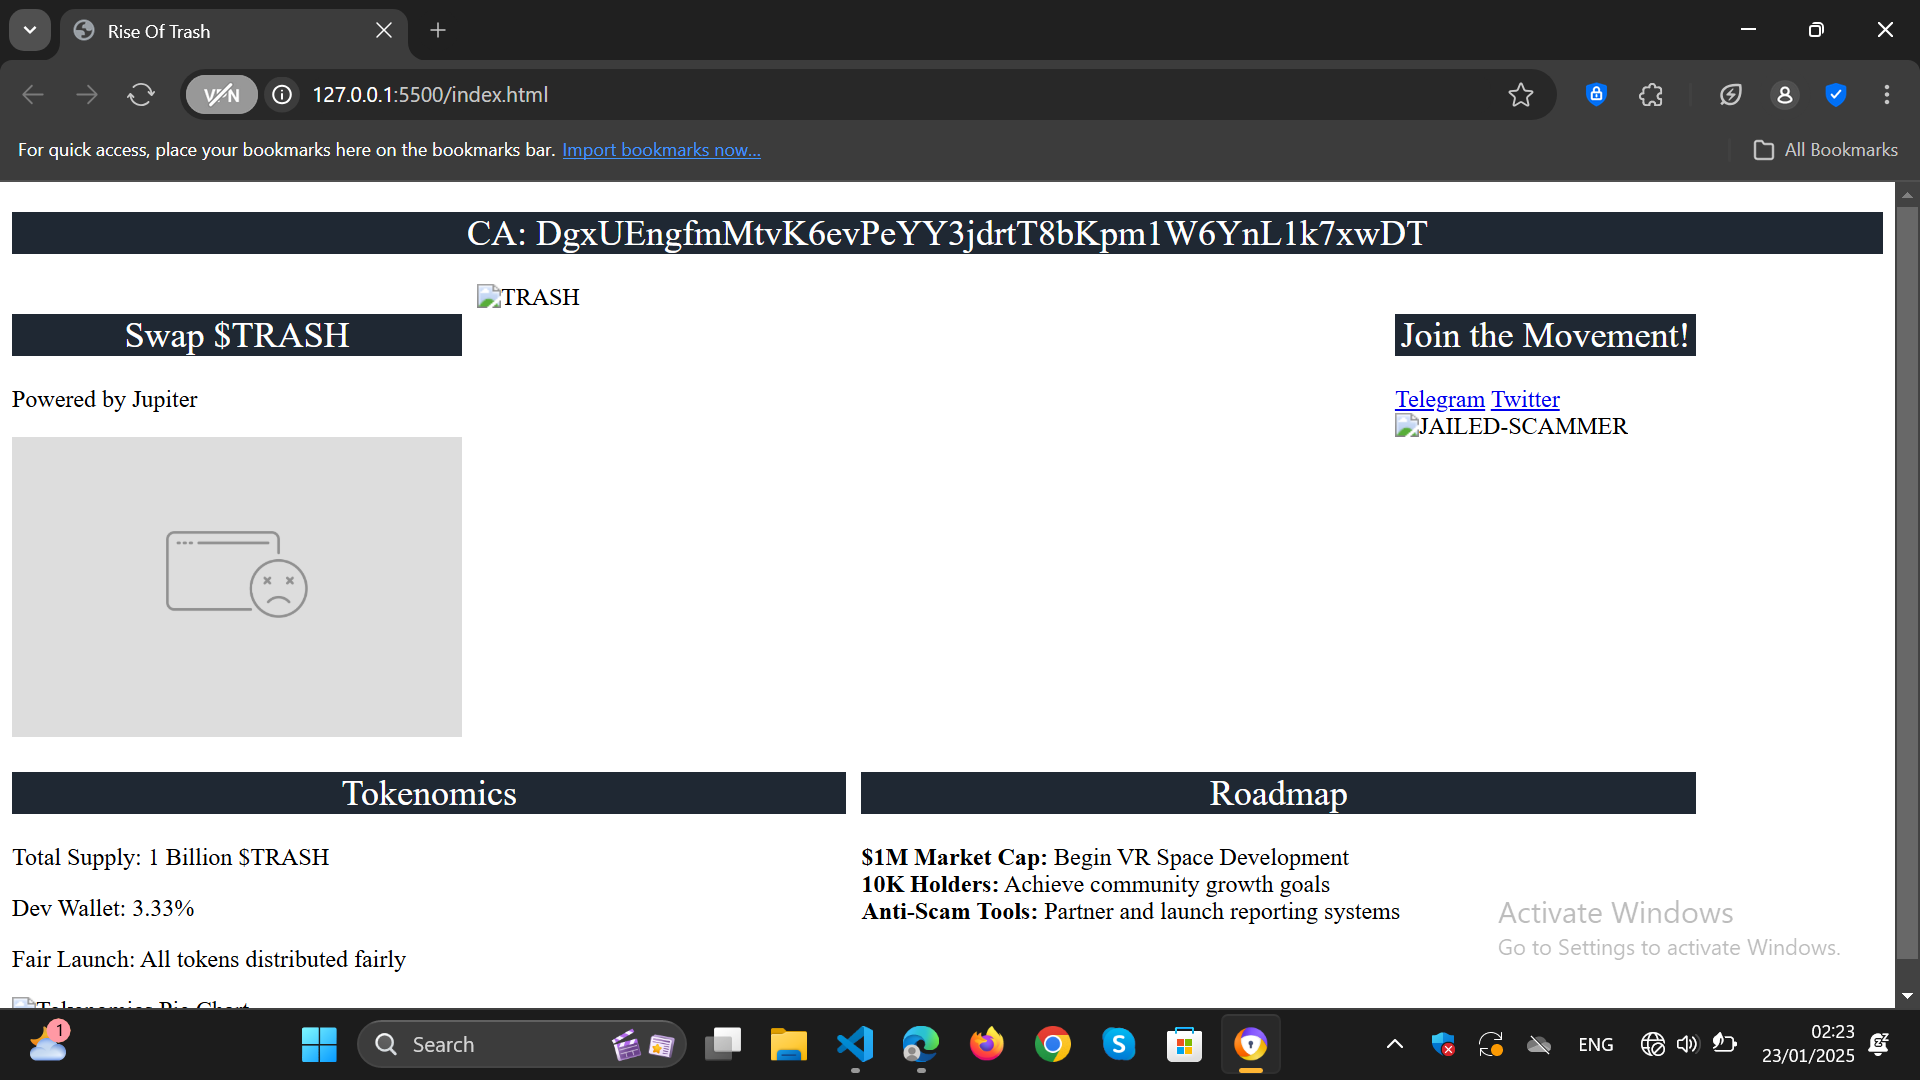 Rise Of Trash
VPN
127.0.0.1:5500/index.html
For quick access, place your bookmarks here on the bookmarks bar. Import bookmarks now...
All Bookmarks
CA: DgxUEngfmMtvK6evPeYY3jdrtT8bKpm1W6YnL1k7xwDT
TRASH
Swap $TRASH
Join the Movement!
Powered by Jupiter
Telegram Twitter
JAILED-SCAMMER
Tokenomics
Roadmap
Total Supply: 1 Billion $TRASH
$1M Market Cap: Begin VR Space Development
10K Holders: Achieve community growth goals
Dev Wallet: 3.33%
Anti-Scam Tools: Partner and launch reporting systems
Activate Windows
Go to Settings to activate Windows.
Fair Launch: All tokens distributed fairly
Tokenomics Pie Chart
1
Search
ENG
02:23
23/01/2025